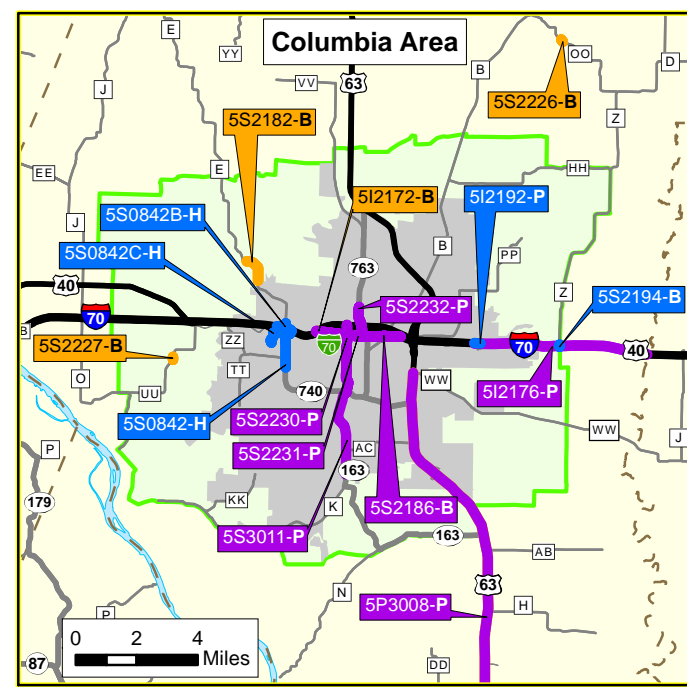 Columbia Area
E
YY
VV
63
B
OO
D
J
5S2226-B
5S2182-B
Z
EE
E
HH
J
5S0842B-H
5I2172-B
5I2192-P
O
5S0842C-H
763
B
PP
40
5S2232-P
Z
5S2194-B
70
B
ZZ
70
70
40
5S2227-B
TT
O
UU
740
WW
5I2176-P
5S0842-H
5S2230-P
WW
P
5S2231-P
AC
J
163
179
KK
K
5S2186-B
5S3011-P
163
AB
N
63
P
5P3008-P
H
0 2 4
Miles
87
DD